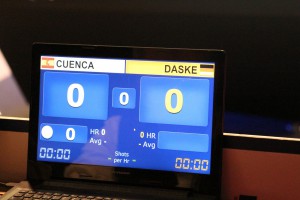 CUENCA DASKE
0 0 0
0 HR 0 0 HR
Avg - - Avg
00:00 Shots per Hr 00:00